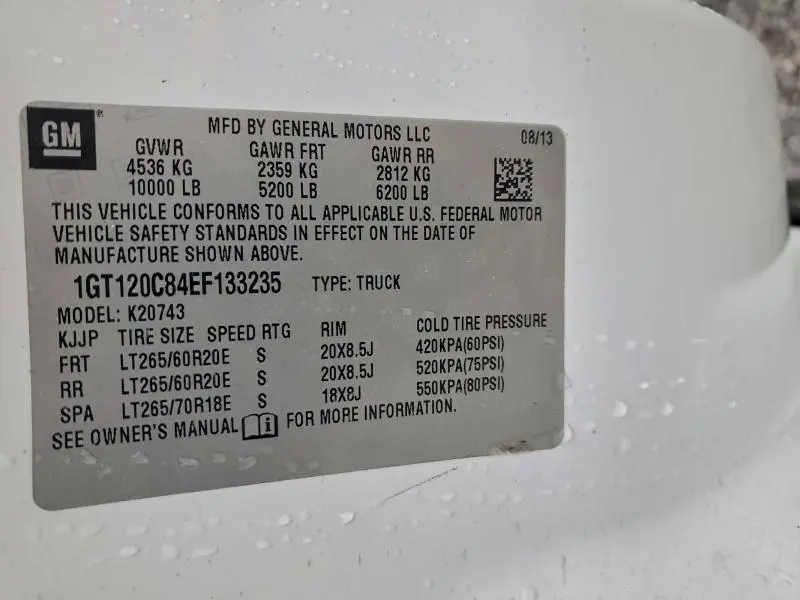 GM
MFD BY GENERAL MOTORS LLC 08/13
GVWR GAWR FRT GAWR RR
4536 KG 2359 KG 2812 KG
10000 LB 5200 LB 6200 LB
THIS VEHICLE CONFORMS TO ALL APPLICABLE U.S. FEDERAL MOTOR
VEHICLE SAFETY STANDARDS IN EFFECT ON THE DATE OF
MANUFACTURE SHOWN ABOVE.
1GT120C84EF133235 TYPE: TRUCK
MODEL: K20743
KJJP TIRE SIZE SPEED RTG RIM COLD TIRE PRESSURE
FRT LT265/60R20E S 20X8.5J 420KPA(60PSI)
RR LT265/60R20E S 20X8.5J 520KPA(75PSI)
SPA LT265/70R18E S 18X8J 550KPA(80PSI)
SEE OWNER'S MANUAL FOR MORE INFORMATION.